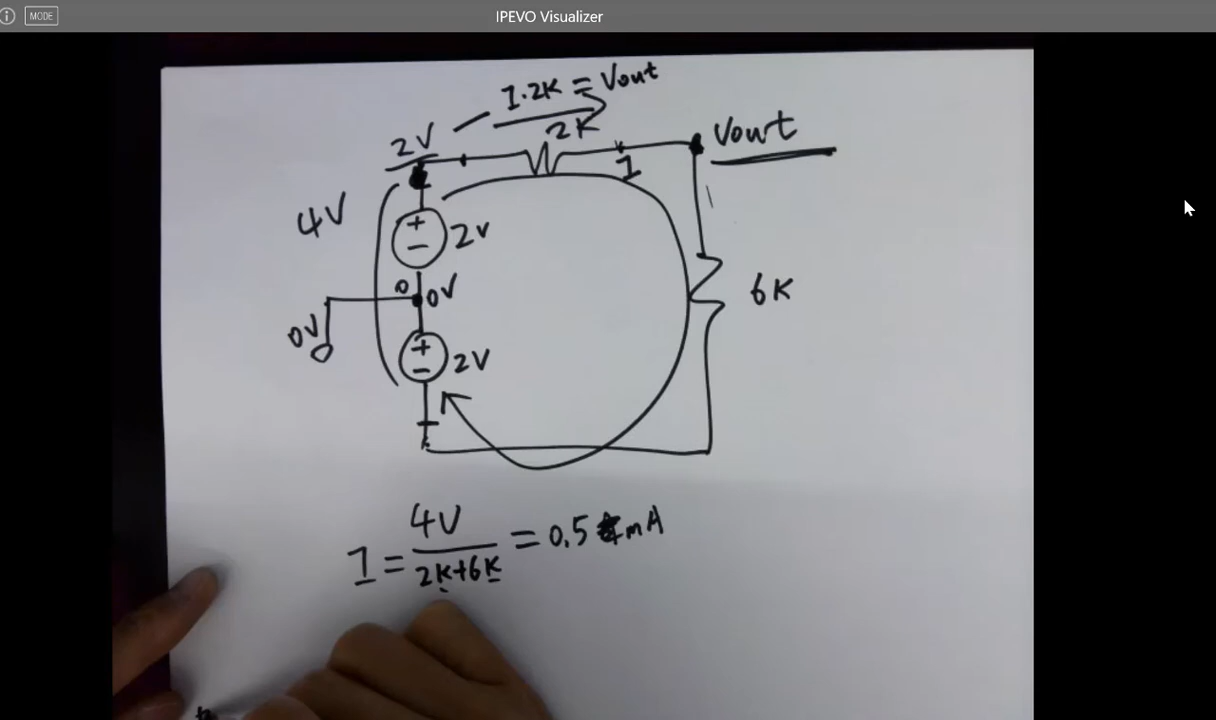 MODE
IPEVO Visualizer
2V - I·2K = Vout
2K
Vout
I
4V
2V
0 0V
0V
6K
2V
I = 4V / 2K+6K = 0.5 mA